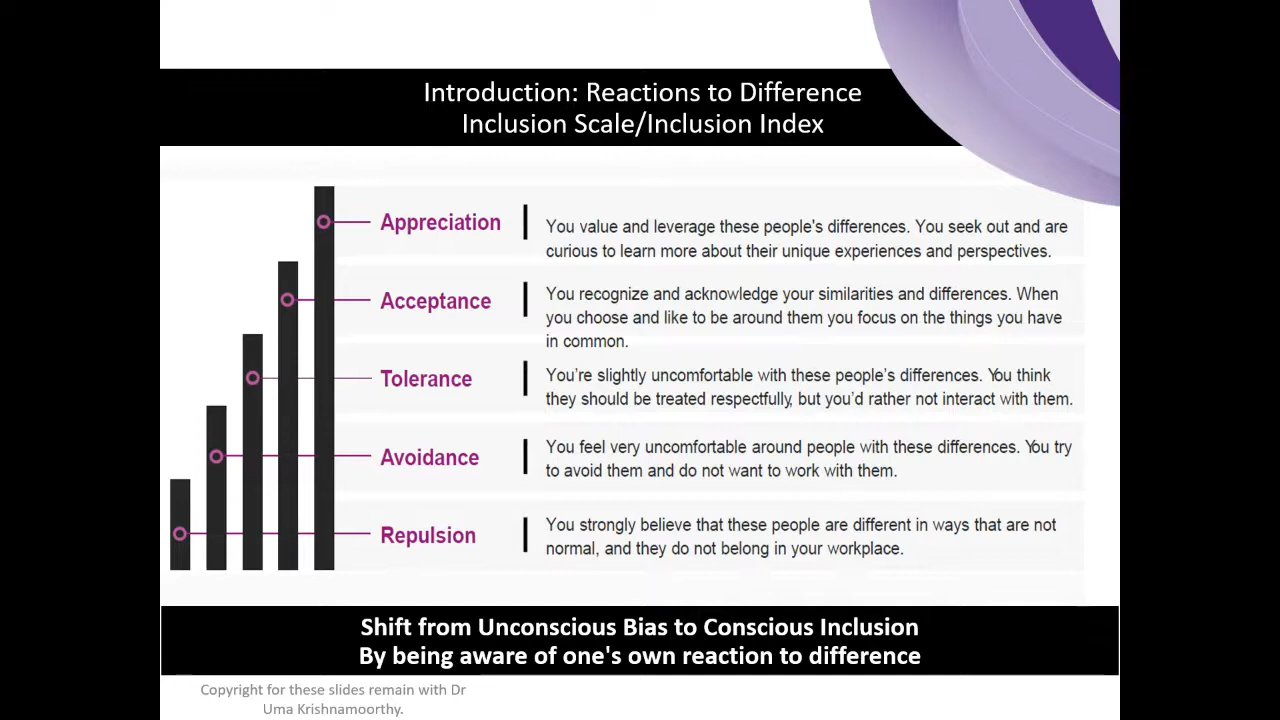 Introduction: Reactions to Difference
Inclusion Scale/Inclusion Index
Appreciation
You value and leverage these people's differences. You seek out and are
curious to learn more about their unique experiences and perspectives.
Acceptance
You recognize and acknowledge your similarities and differences. When
you choose and like to be around them you focus on the things you have
in common.
Tolerance
You’re slightly uncomfortable with these people’s differences. You think
they should be treated respectfully, but you’d rather not interact with them.
Avoidance
You feel very uncomfortable around people with these differences. You try
to avoid them and do not want to work with them.
Repulsion
You strongly believe that these people are different in ways that are not
normal, and they do not belong in your workplace.
Shift from Unconscious Bias to Conscious Inclusion
By being aware of one's own reaction to difference
Copyright for these slides remain with Dr
Uma Krishnamoorthy.